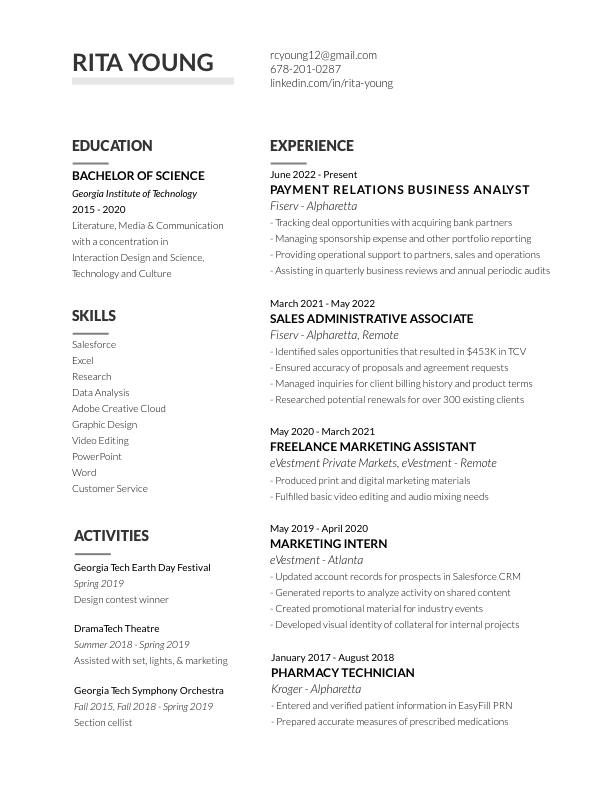 RITA YOUNG
rcyoung12@gmail.com
678-201-0287
linkedin.com/in/rita-young
EDUCATION
BACHELOR OF SCIENCE
Georgia Institute of Technology
2015 - 2020
Literature, Media & Communication
with a concentration in
Interaction Design and Science,
Technology and Culture
SKILLS
Salesforce
Excel
Research
Data Analysis
Adobe Creative Cloud
Graphic Design
Video Editing
PowerPoint
Word
Customer Service
ACTIVITIES
Georgia Tech Earth Day Festival
Spring 2019
Design contest winner
DramaTech Theatre
Summer 2018 - Spring 2019
Assisted with set, lights, & marketing
Georgia Tech Symphony Orchestra
Fall 2015, Fall 2018 - Spring 2019
Section cellist
EXPERIENCE
June 2022 - Present
PAYMENT RELATIONS BUSINESS ANALYST
Fiserv - Alpharetta
- Tracking deal opportunities with acquiring bank partners
- Managing sponsorship expense and other portfolio reporting
- Providing operational support to partners, sales and operations
- Assisting in quarterly business reviews and annual periodic audits
March 2021 - May 2022
SALES ADMINISTRATIVE ASSOCIATE
Fiserv - Alpharetta, Remote
- Identified sales opportunities that resulted in $453K in TCV
- Ensured accuracy of proposals and agreement requests
- Managed inquiries for client billing history and product terms
- Researched potential renewals for over 300 existing clients
May 2020 - March 2021
FREELANCE MARKETING ASSISTANT
eVestment Private Markets, eVestment - Remote
- Produced print and digital marketing materials
- Fulfilled basic video editing and audio mixing needs
May 2019 - April 2020
MARKETING INTERN
eVestment - Atlanta
- Updated account records for prospects in Salesforce CRM
- Generated reports to analyze activity on shared content
- Created promotional material for industry events
- Developed visual identity of collateral for internal projects
January 2017 - August 2018
PHARMACY TECHNICIAN
Kroger - Alpharetta
- Entered and verified patient information in EasyFill PRN
- Prepared accurate measures of prescribed medications